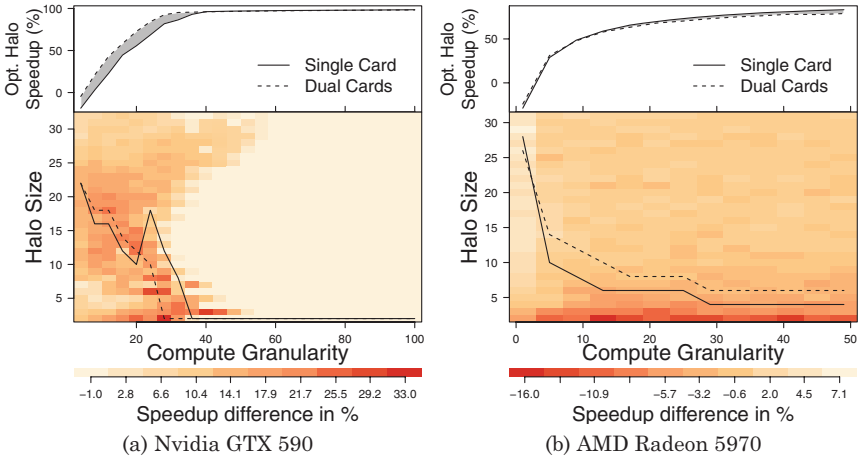 Opt. Halo
Speedup (%)
100
50
0
Single Card
Dual Cards
Halo Size
30
25
20
15
10
5
20
40
60
80
100
Compute Granularity
−1.0 2.8 6.6 10.4 14.1 17.9 21.7 25.5 29.2 33.0
Speedup difference in %
(a) Nvidia GTX 590
Opt. Halo
Speedup (%)
50
0
Single Card
Dual Cards
Halo Size
30
25
20
15
10
5
0
10
20
30
40
50
Compute Granularity
−16.0 −10.9 −5.7 −3.2 −0.6 2.0 4.5 7.1
Speedup difference in %
(b) AMD Radeon 5970